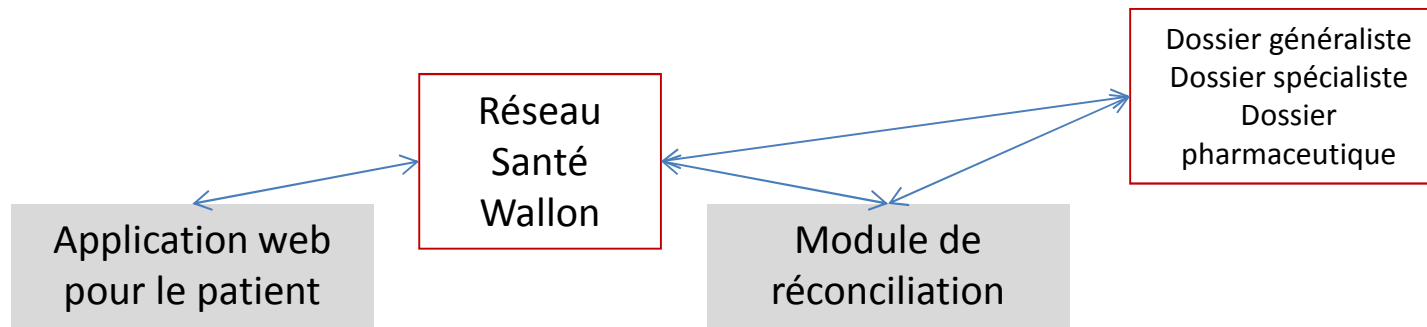 Application web
pour le patient
Réseau
Santé
Wallon
Module de
réconciliation
Dossier généraliste
Dossier spécialiste
Dossier
pharmaceutique